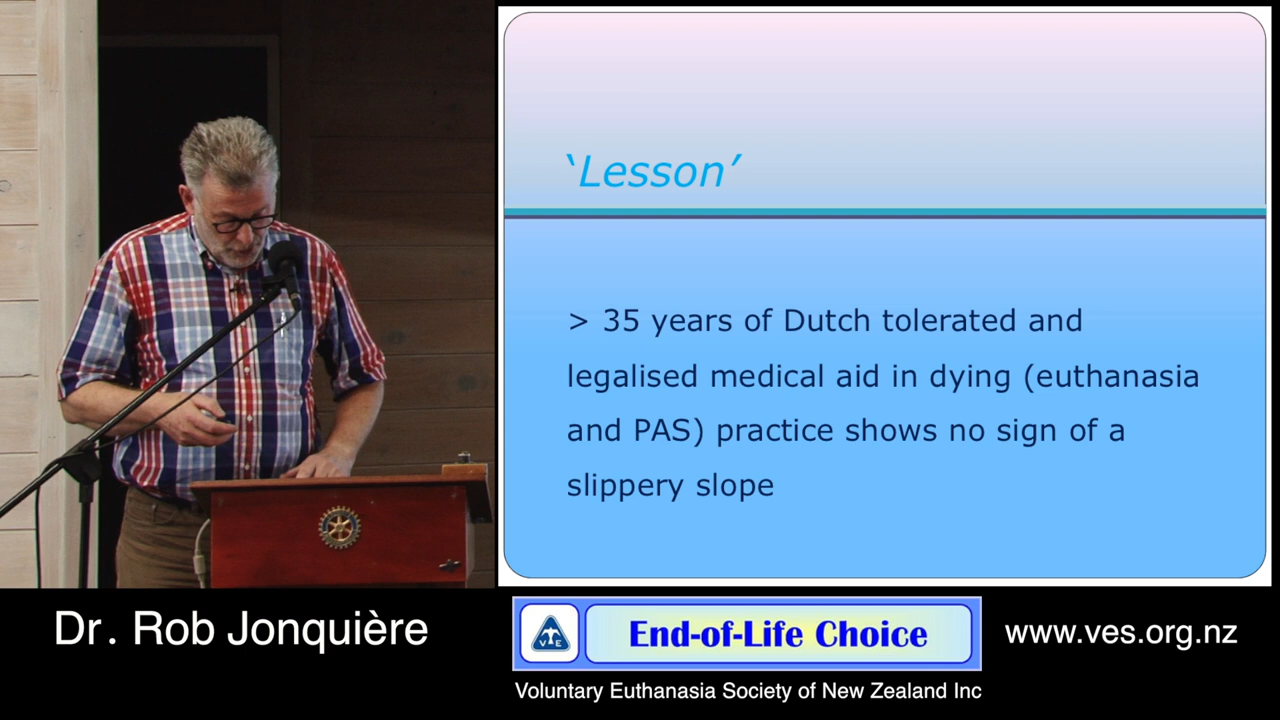 ‘Lesson’
> 35 years of Dutch tolerated and
legalised medical aid in dying (euthanasia
and PAS) practice shows no sign of a
slippery slope
Dr. Rob Jonquière
V E
End-of-Life Choice
www.ves.org.nz
Voluntary Euthanasia Society of New Zealand Inc